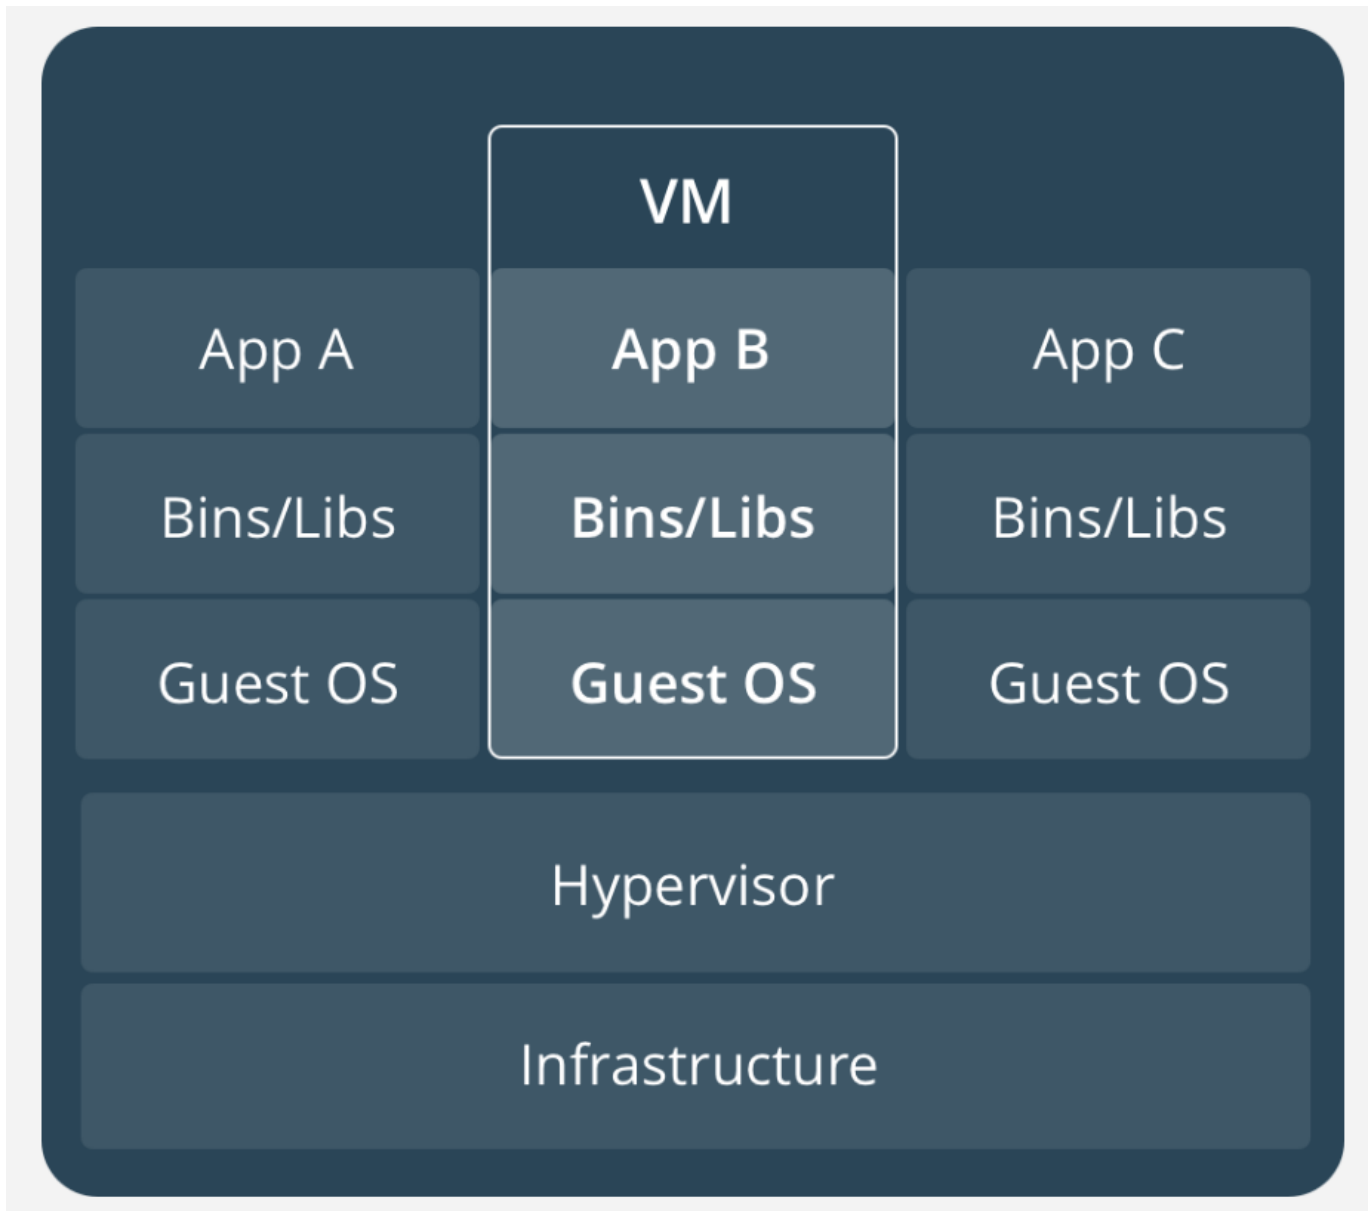 VM
App A
App B
App C
Bins/Libs
Bins/Libs
Bins/Libs
Guest OS
Guest OS
Guest OS
Hypervisor
Infrastructure